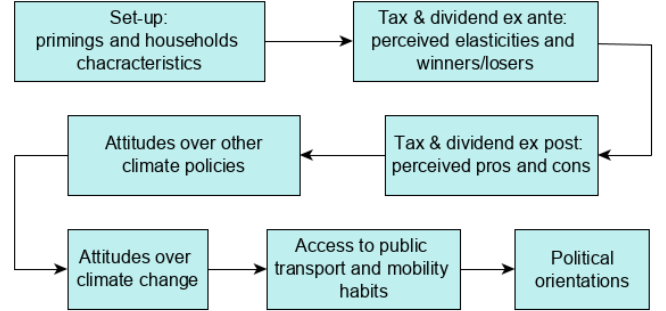 Set-up:
primings and households
chacracteristics
Tax & dividend ex ante:
perceived elasticities and
winners/losers
Tax & dividend ex post:
perceived pros and cons
Attitudes over other
climate policies
Attitudes over
climate change
Access to public
transport and mobility
habits
Political
orientations